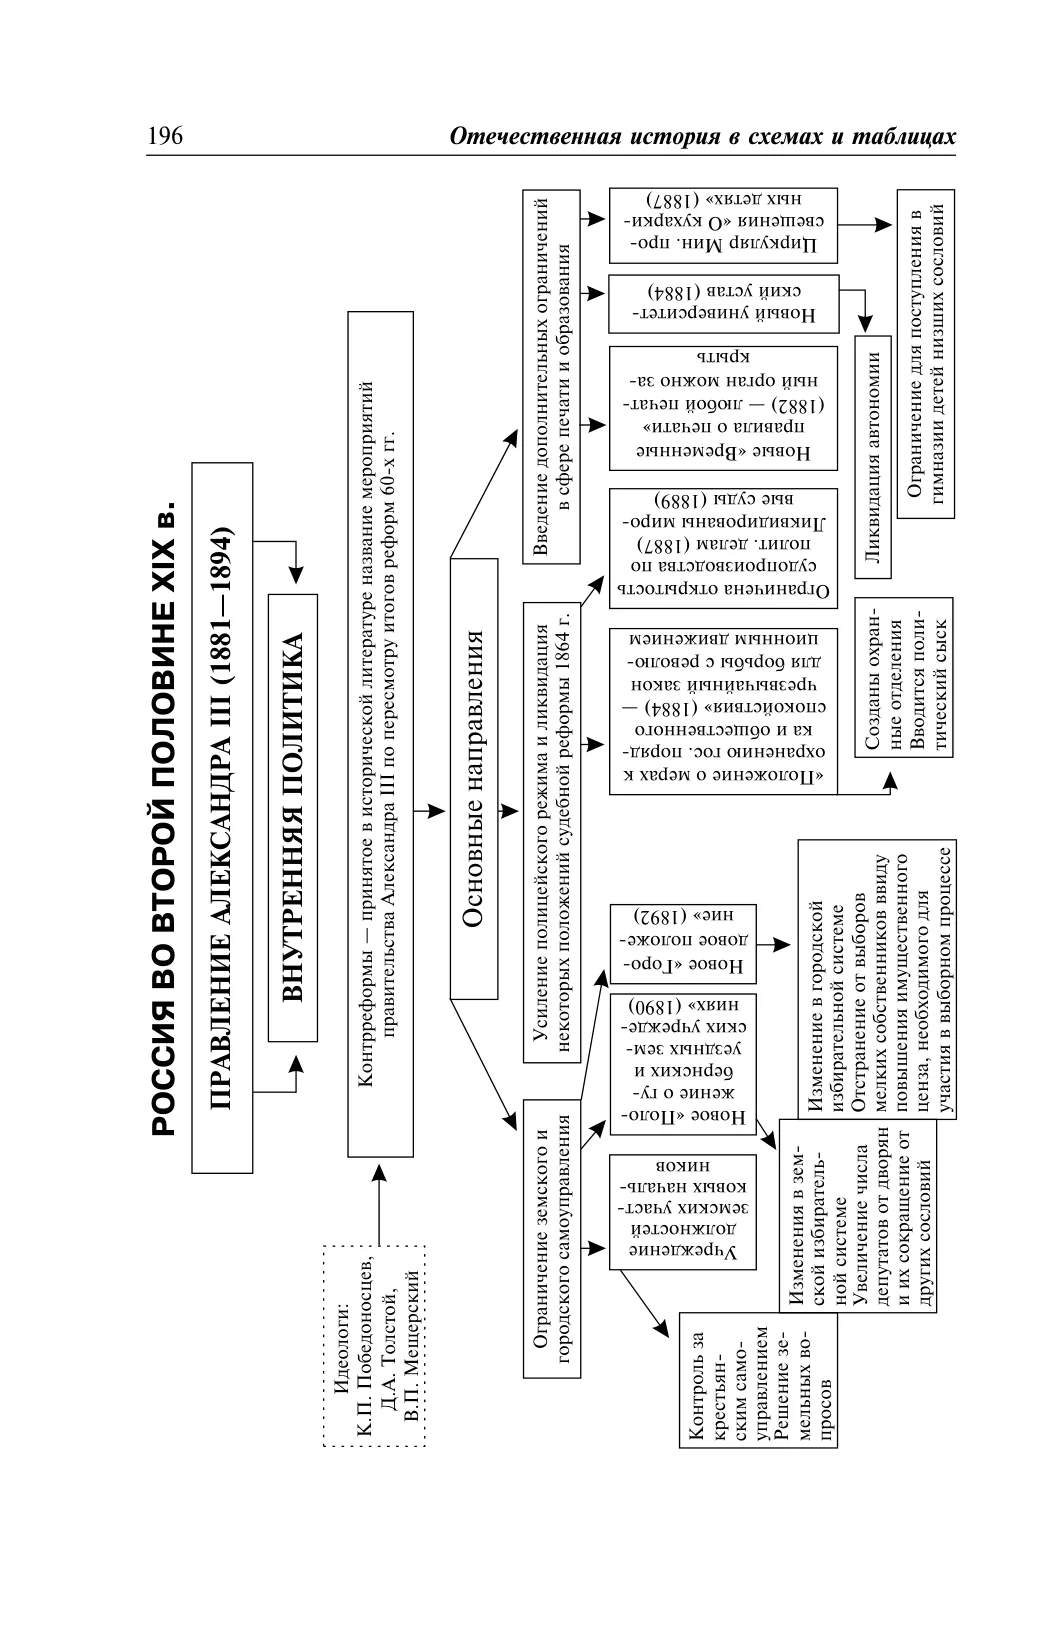 196
Отечественная история в схемах и таблицах
РОССИЯ ВО ВТОРОЙ ПОЛОВИНЕ XIX в.
ПРАВЛЕНИЕ АЛЕКСАНДРА III (1881—1894)
ВНУТРЕННЯЯ ПОЛИТИКА
Идеологи:
К.П. Победоносцев,
Д.А. Толстой,
В.П. Мещерский
Контрреформы — принятое в исторической литературе название мероприятий
правительства Александра III по пересмотру итогов реформ 60-х гг.
Основные направления
Ограничение земского и
городского самоуправления
Усиление полицейского режима и ликвидация
некоторых положений судебной реформы 1864 г.
Введение дополнительных ограничений
в сфере печати и образования
Учреждение
должностей
земских участ-
ковых началь-
ников
Новое «Поло-
жение о гу-
бернских и
уездных зем-
ских учрежде-
ниях» (1890)
Новое «Горо-
довое положе-
ние» (1892)
«Положение о мерах к
охранению гос. поряд-
ка и общественного
спокойствия» (1884) —
чрезвычайный закон
для борьбы с револю-
ционным движением
Ограничена открытость
судопроизводства по
полит. делам (1887)
Ликвидированы миро-
вые суды (1889)
Новые «Временные
правила о печати»
(1882) — любой печат-
ный орган можно за-
крыть
Новый университет-
ский устав (1884)
Циркуляр Мин. про-
свещения «О кухарки-
ных детях» (1887)
Контроль за
крестьян-
ским само-
управлением
Решение зе-
мельных во-
просов
Изменения в зем-
ской избиратель-
ной системе
Увеличение числа
депутатов от дворян
и их сокращение от
других сословий
Изменение в городской
избирательной системе
Отстранение от выборов
мелких собственников ввиду
повышения имущественного
ценза, необходимого для
участия в выборном процессе
Созданы охран-
ные отделения
Вводится поли-
тический сыск
Ликвидация автономии
Ограничение для поступления в
гимназии детей низших сословий